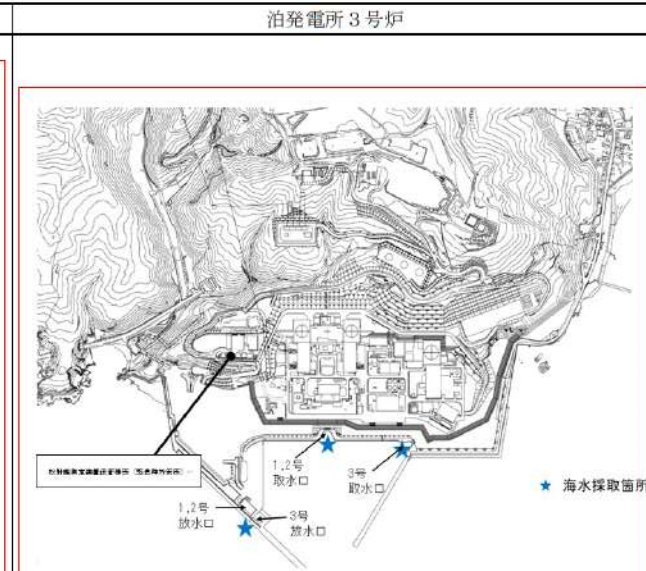 泊発電所3号炉
1,2号
取水口
3号
取水口
★ 海水採取箇所
1,2号
放水口
3号
放水口